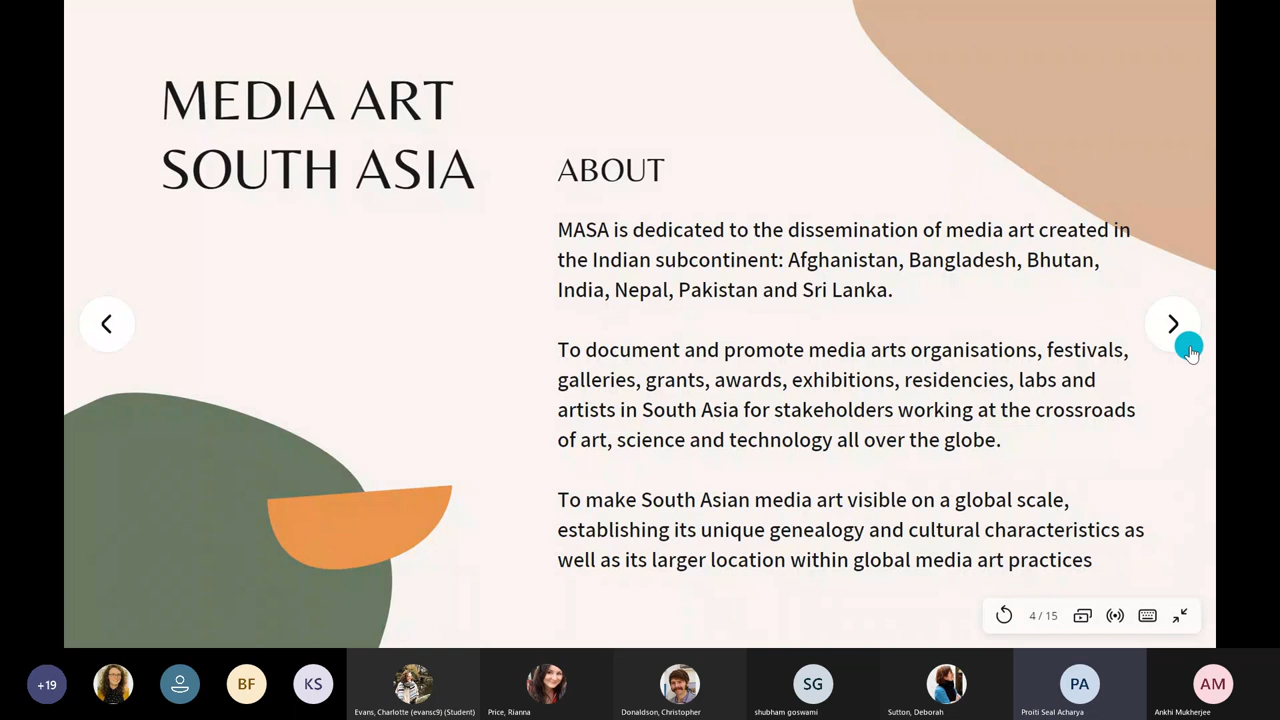 MEDIA ART
SOUTH ASIA
ABOUT
MASA is dedicated to the dissemination of media art created in
the Indian subcontinent: Afghanistan, Bangladesh, Bhutan,
India, Nepal, Pakistan and Sri Lanka.
To document and promote media arts organisations, festivals,
galleries, grants, awards, exhibitions, residencies, labs and
artists in South Asia for stakeholders working at the crossroads
of art, science and technology all over the globe.
To make South Asian media art visible on a global scale,
establishing its unique genealogy and cultural characteristics as
well as its larger location within global media art practices
4 / 15
+19
BF
KS
SG
PA
AM
Evans, Charlotte (evansc9) (Student)
Price, Rianna
Donaldson, Christopher
shubham goswami
Sutton, Deborah
Proiti Seal Acharya
Ankhi Mukherjee